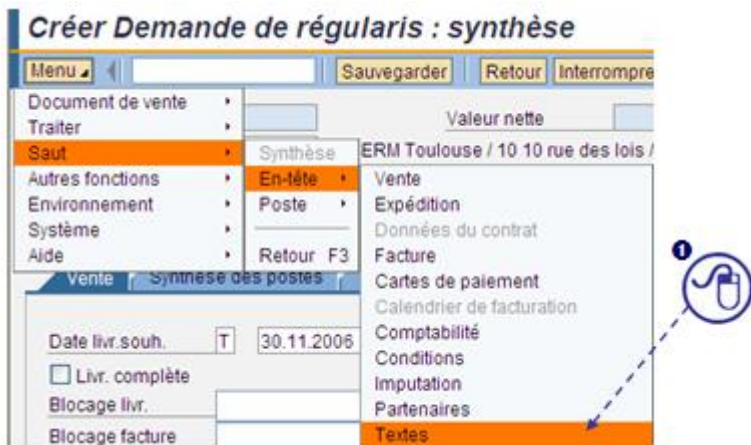 Créer Demande de régularis : synthèse
Menu Sauvegarder Retour Interrompre
Document de vente
Traiter
Saut
Autres fonctions
Environnement
Système
Aide
Valeur nette
Synthèse
En-tête
Poste
Retour F3
ERM Toulouse / 10 10 rue des lois /
Vente
Expédition
Données du contrat
Facture
Cartes de paiement
Calendrier de facturation
Comptabilité
Conditions
Imputation
Partenaires
Textes
1
Vente Synthèse des postes
Date livr.souh. T 30.11.2006
Livr. complète
Blocage livr.
Blocage facture